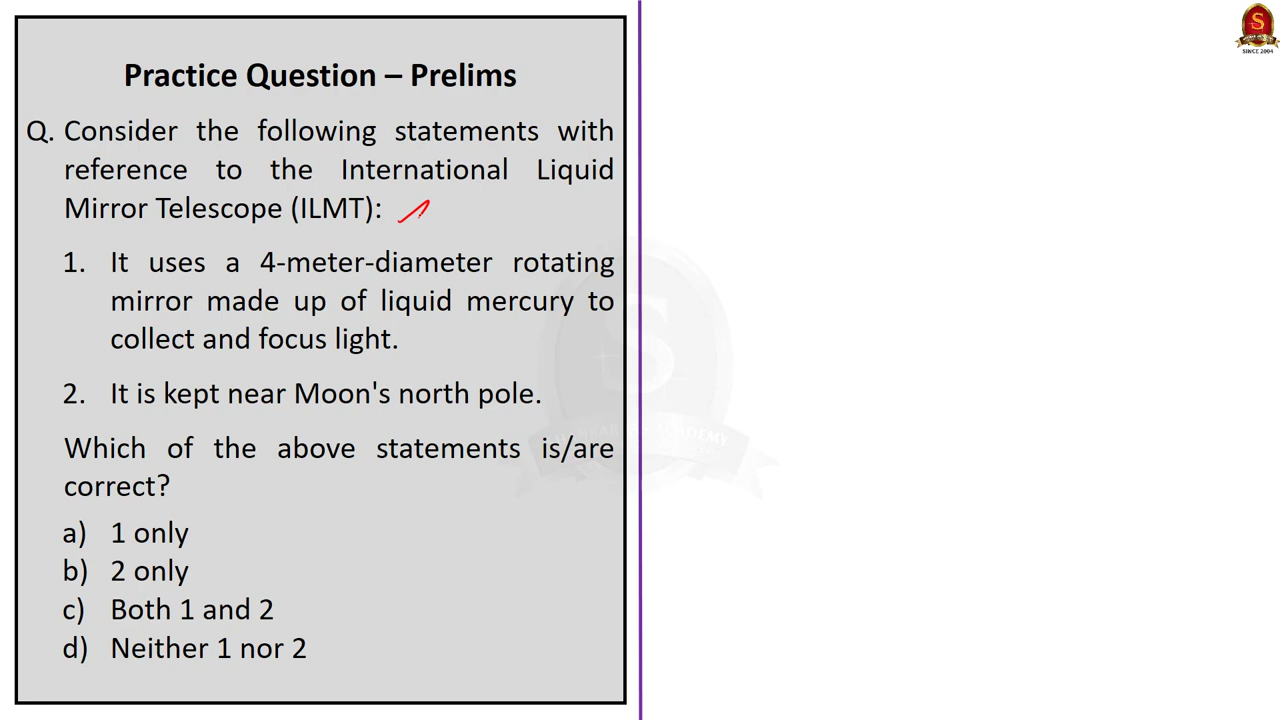 S
SINCE 2004
Practice Question – Prelims
Q. Consider the following statements with
reference to the International Liquid
Mirror Telescope (ILMT):
1. It uses a 4-meter-diameter rotating
mirror made up of liquid mercury to
collect and focus light.
2. It is kept near Moon's north pole.
Which of the above statements is/are
correct?
a) 1 only
b) 2 only
c) Both 1 and 2
d) Neither 1 nor 2